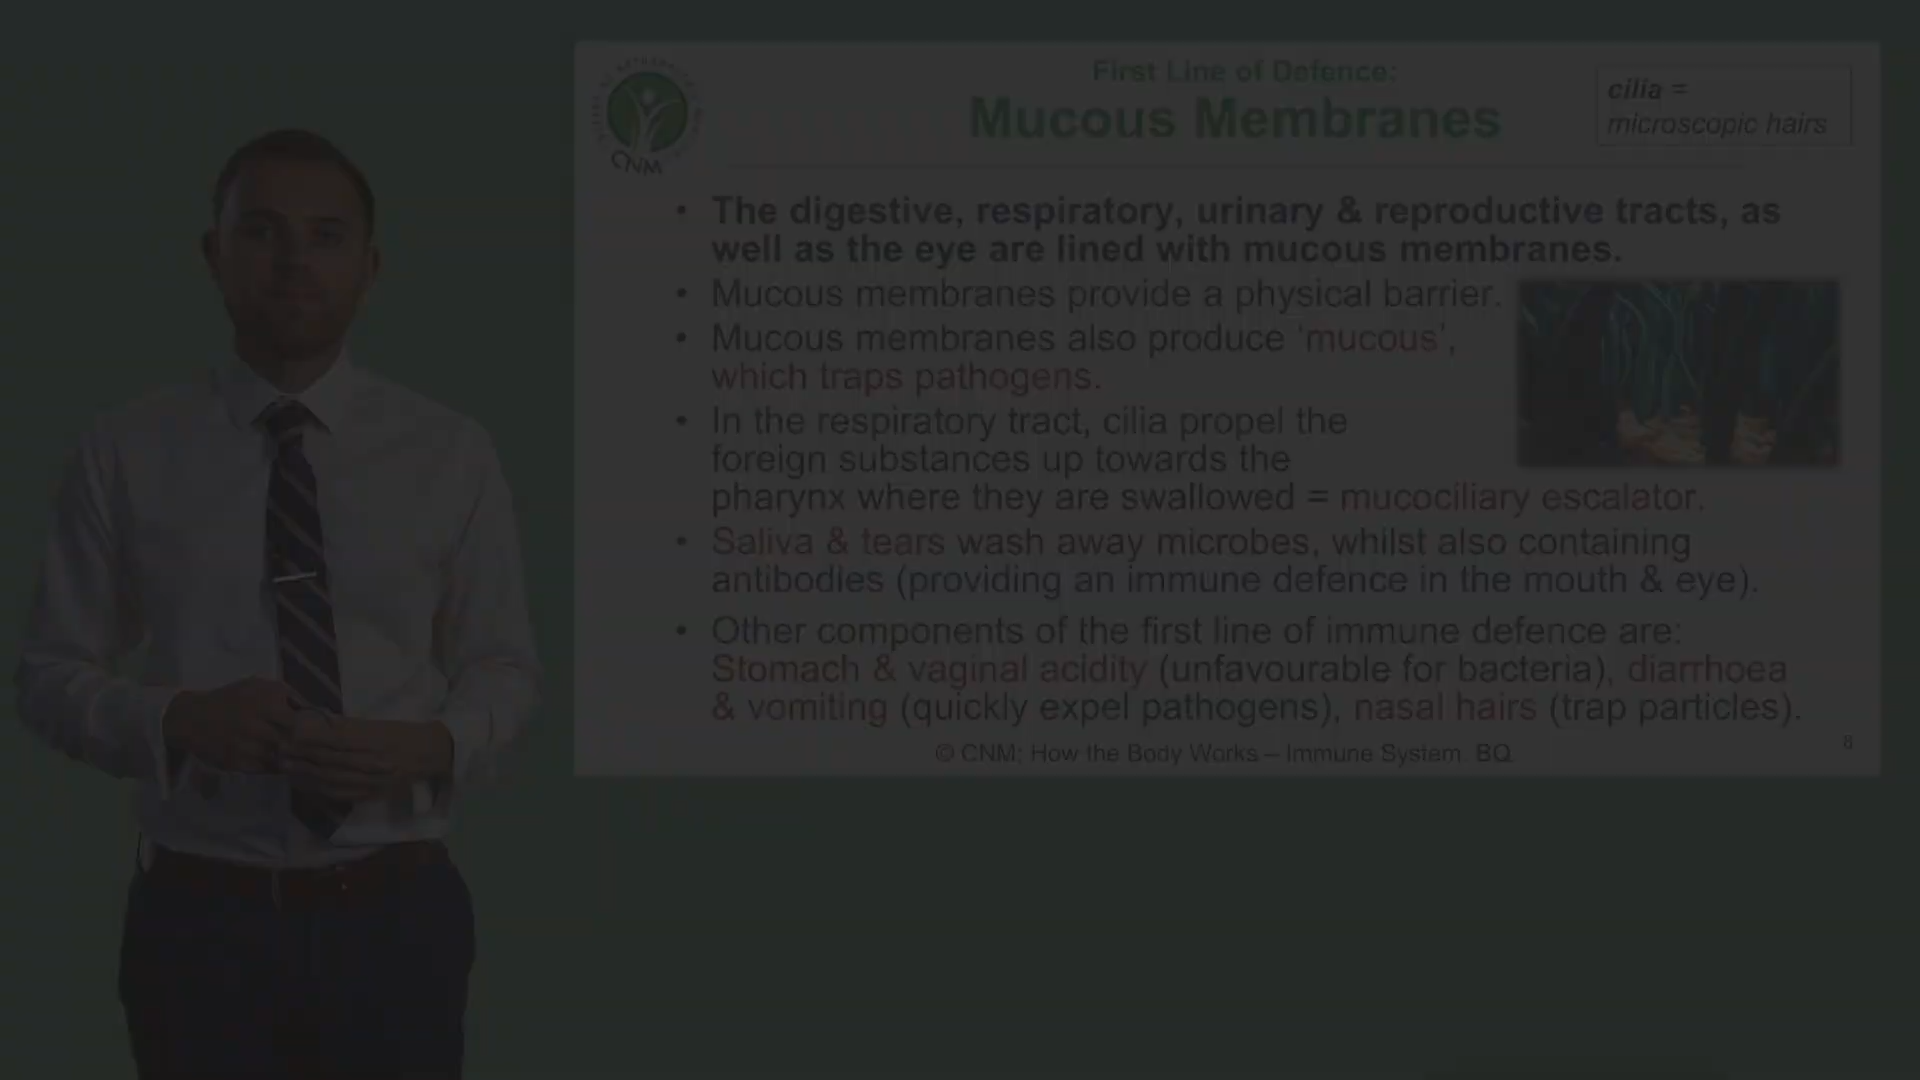 First Line of Defence:
Mucous Membranes
cilia =
microscopic hairs
CNM
• The digestive, respiratory, urinary & reproductive tracts, as
well as the eye are lined with mucous membranes.
• Mucous membranes provide a physical barrier.
• Mucous membranes also produce ‘mucous’,
which traps pathogens.
• In the respiratory tract, cilia propel the
foreign substances up towards the
pharynx where they are swallowed = mucociliary escalator.
• Saliva & tears wash away microbes, whilst also containing
antibodies (providing an immune defence in the mouth & eye).
• Other components of the first line of immune defence are:
Stomach & vaginal acidity (unfavourable for bacteria), diarrhoea
& vomiting (quickly expel pathogens), nasal hairs (trap particles).
© CNM: How the Body Works – Immune System. BQ
8